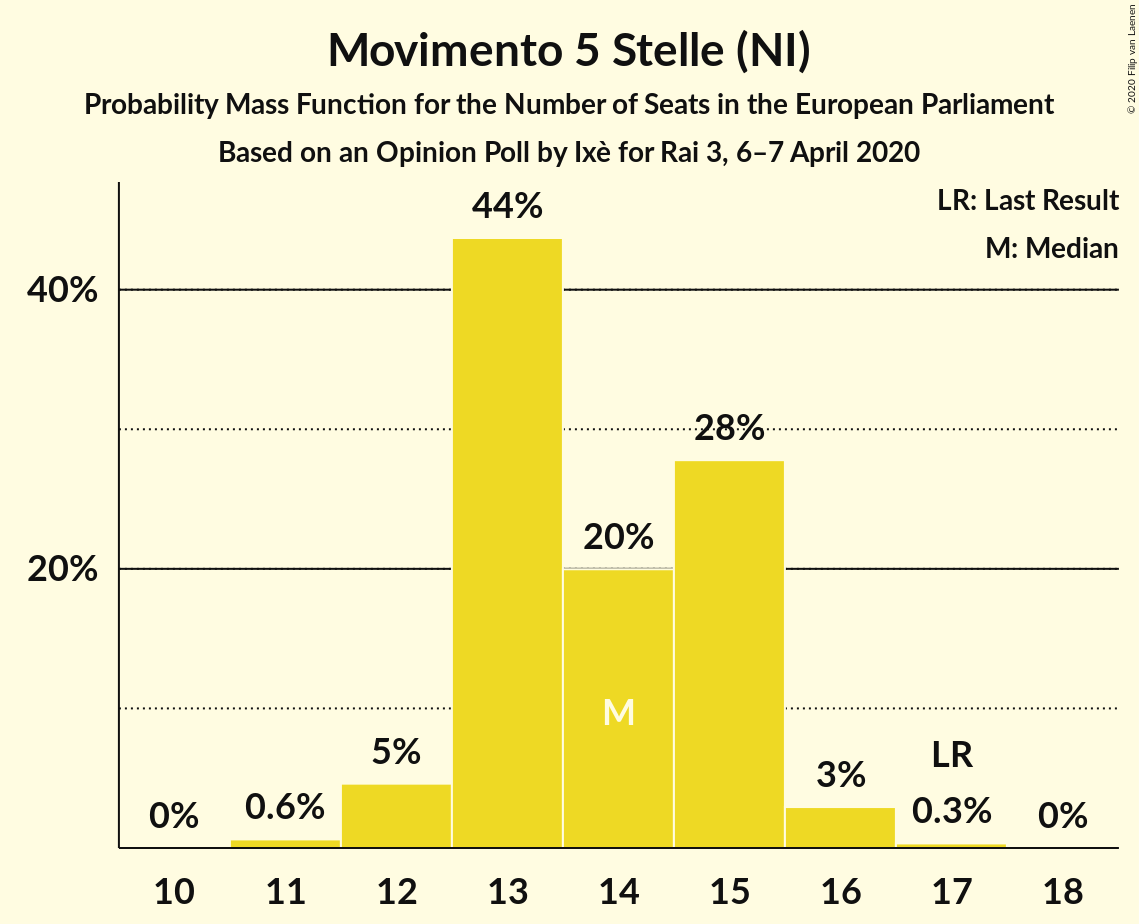 Movimento 5 Stelle (NI)
Probability Mass Function for the Number of Seats in the European Parliament
Based on an Opinion Poll by Ixè for Rai 3, 6–7 April 2020
© 2020 Filip van Laenen
LR: Last Result
M: Median
44%
40%
28%
20%
20%
M
5%
LR
3%
0%
0.6%
0.3%
0%
10 11 12 13 14 15 16 17 18